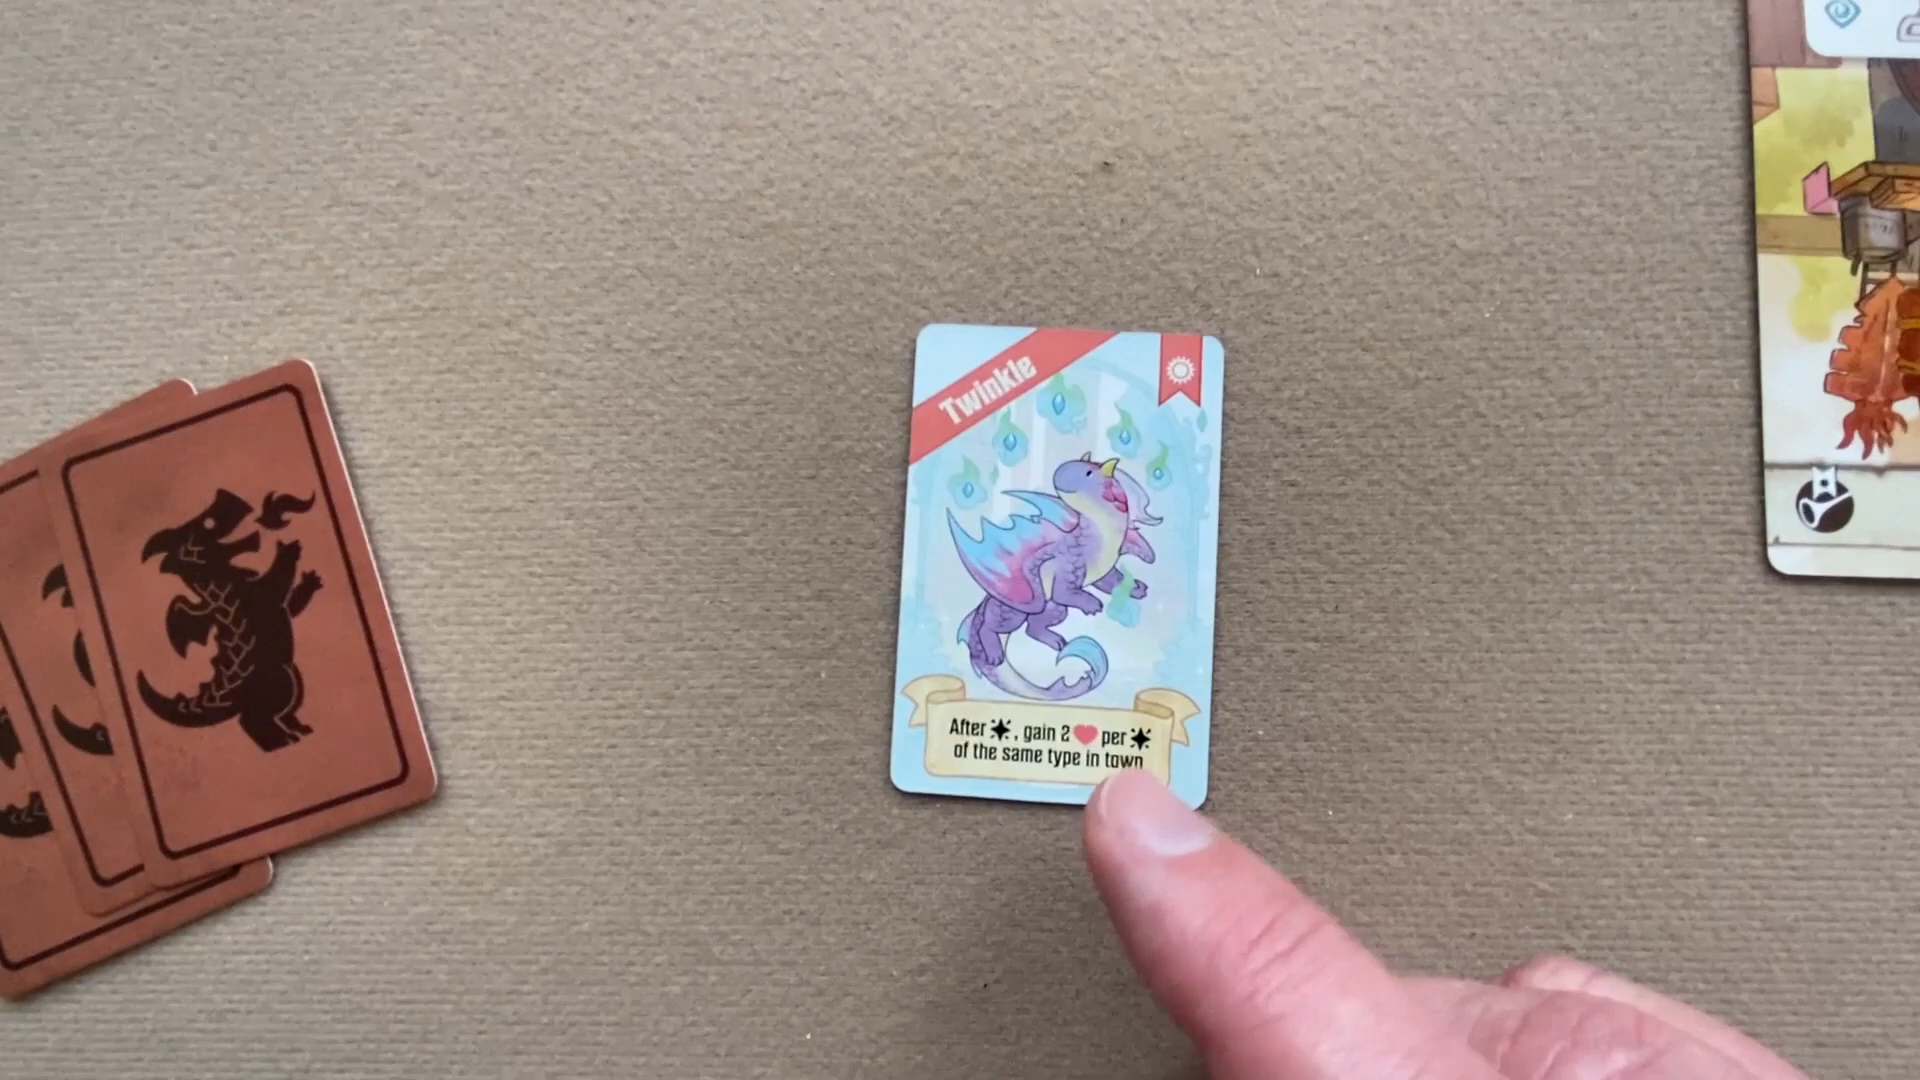 Twinkle
After ✦, gain 2 ❤ per ✦
of the same type in town